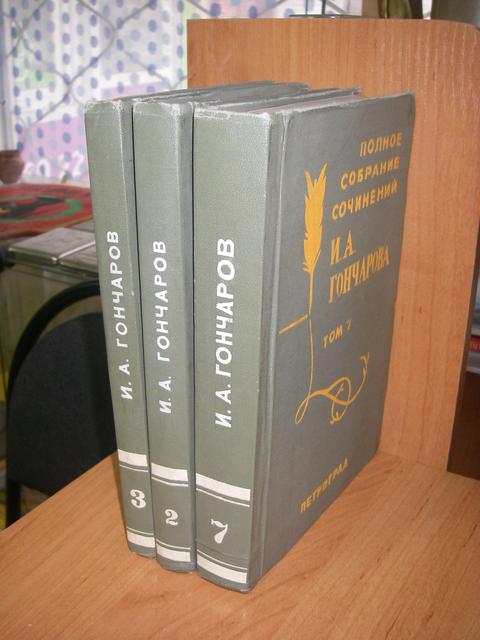 И. А. ГОНЧАРОВ
3
И. А. ГОНЧАРОВ
2
И. А. ГОНЧАРОВ
7
ПОЛНОЕ
СОБРАНИЕ
СОЧИНЕНИЙ
И.А.
ГОНЧАРОВА
ТОМ 7
ПЕТРОГРАД